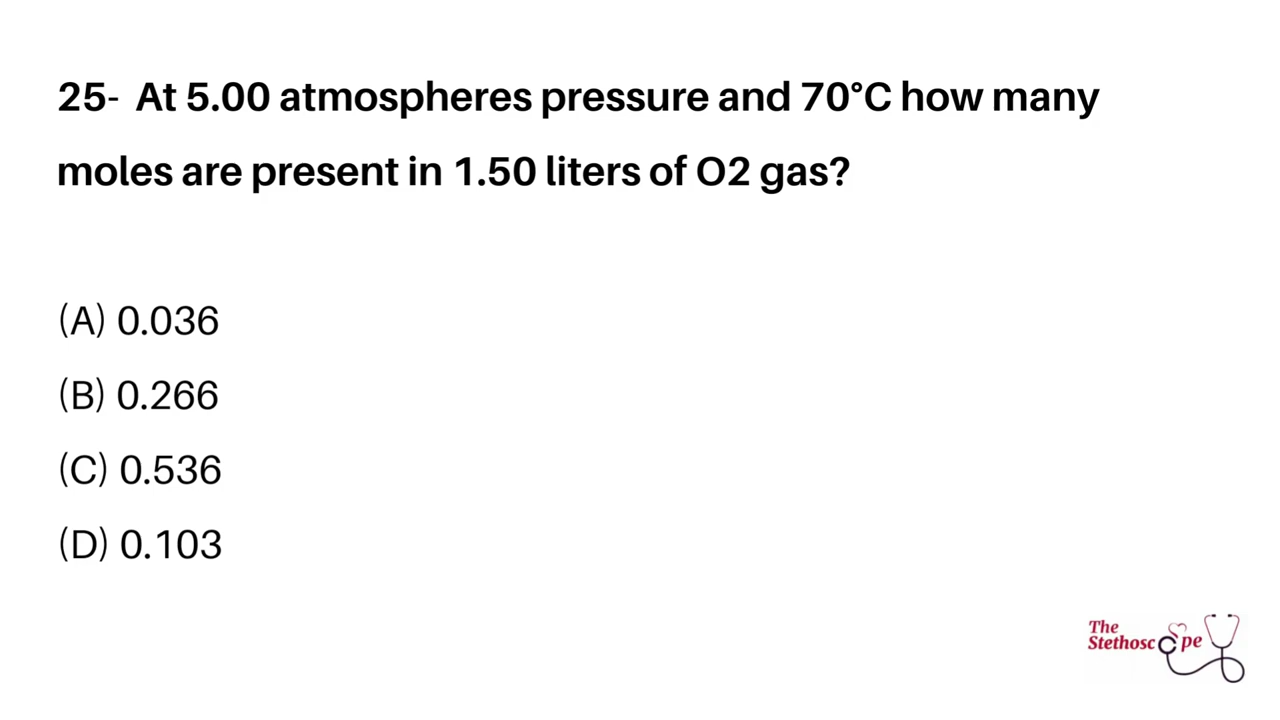 25- At 5.00 atmospheres pressure and 70°C how many
moles are present in 1.50 liters of O2 gas?
(A) 0.036
(B) 0.266
(C) 0.536
(D) 0.103
The
Stethoscope